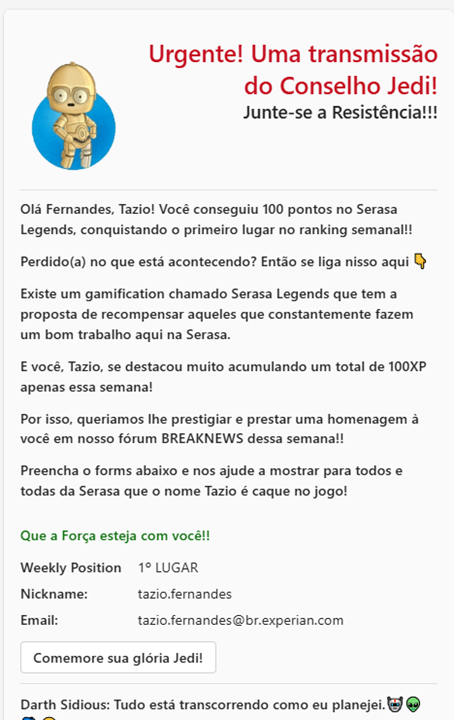 Urgente! Uma transmissão
do Conselho Jedi!
Junte-se a Resistência!!!
Olá Fernandes, Tazio! Você conseguiu 100 pontos no Serasa
Legends, conquistando o primeiro lugar no ranking semanal!!
Perdido(a) no que está acontecendo? Então se liga nisso aqui 👇
Existe um gamification chamado Serasa Legends que tem a
proposta de recompensar aqueles que constantemente fazem
um bom trabalho aqui na Serasa.
E você, Tazio, se destacou muito acumulando um total de 100XP
apenas essa semana!
Por isso, queriamos lhe prestigiar e prestar uma homenagem à
você em nosso fórum BREAKNEWS dessa semana!!
Preencha o forms abaixo e nos ajude a mostrar para todos e
todas da Serasa que o nome Tazio é caque no jogo!
Que a Força esteja com você!!
Weekly Position 1º LUGAR
Nickname: tazio.fernandes
Email: tazio.fernandes@br.experian.com
Comemore sua glória Jedi!
Darth Sidious: Tudo está transcorrendo como eu planejei.